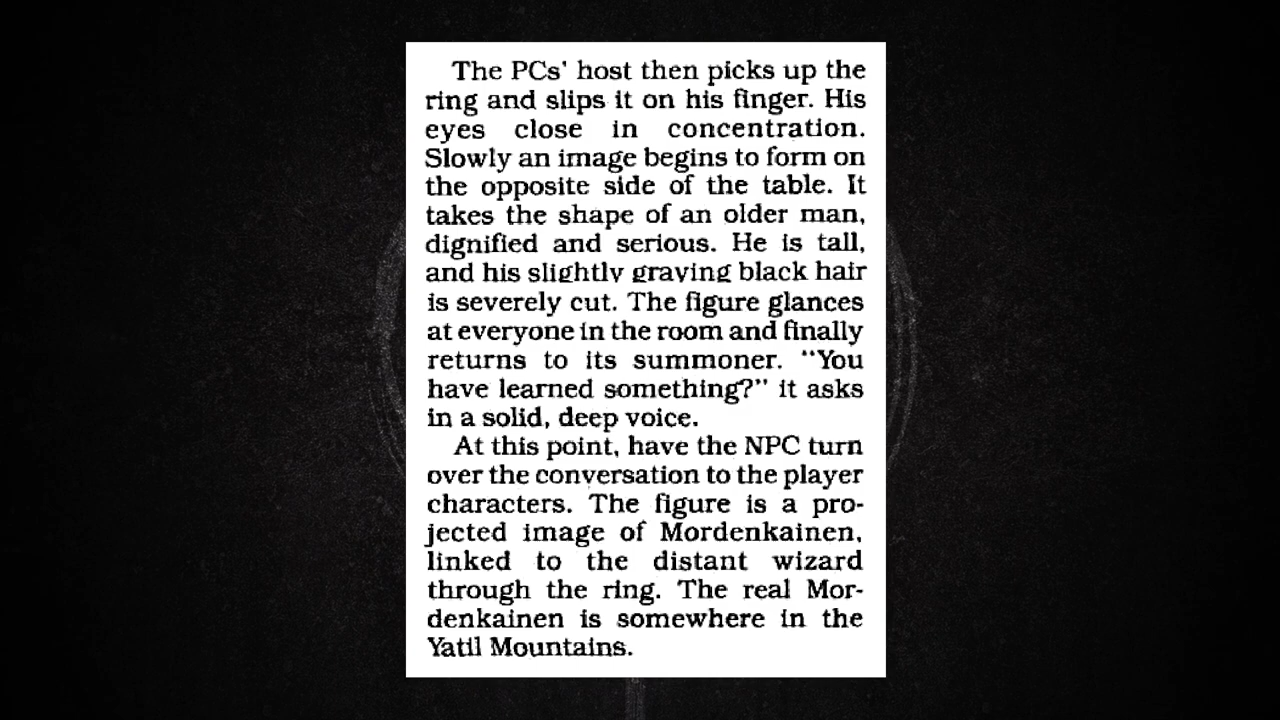 The PCs' host then picks up the
ring and slips it on his finger. His
eyes close in concentration.
Slowly an image begins to form on
the opposite side of the table. It
takes the shape of an older man,
dignified and serious. He is tall,
and his slightly graying black hair
is severely cut. The figure glances
at everyone in the room and finally
returns to its summoner. "You
have learned something?" it asks
in a solid, deep voice.
At this point, have the NPC turn
over the conversation to the player
characters. The figure is a pro-
jected image of Mordenkainen,
linked to the distant wizard
through the ring. The real Mor-
denkainen is somewhere in the
Yatil Mountains.